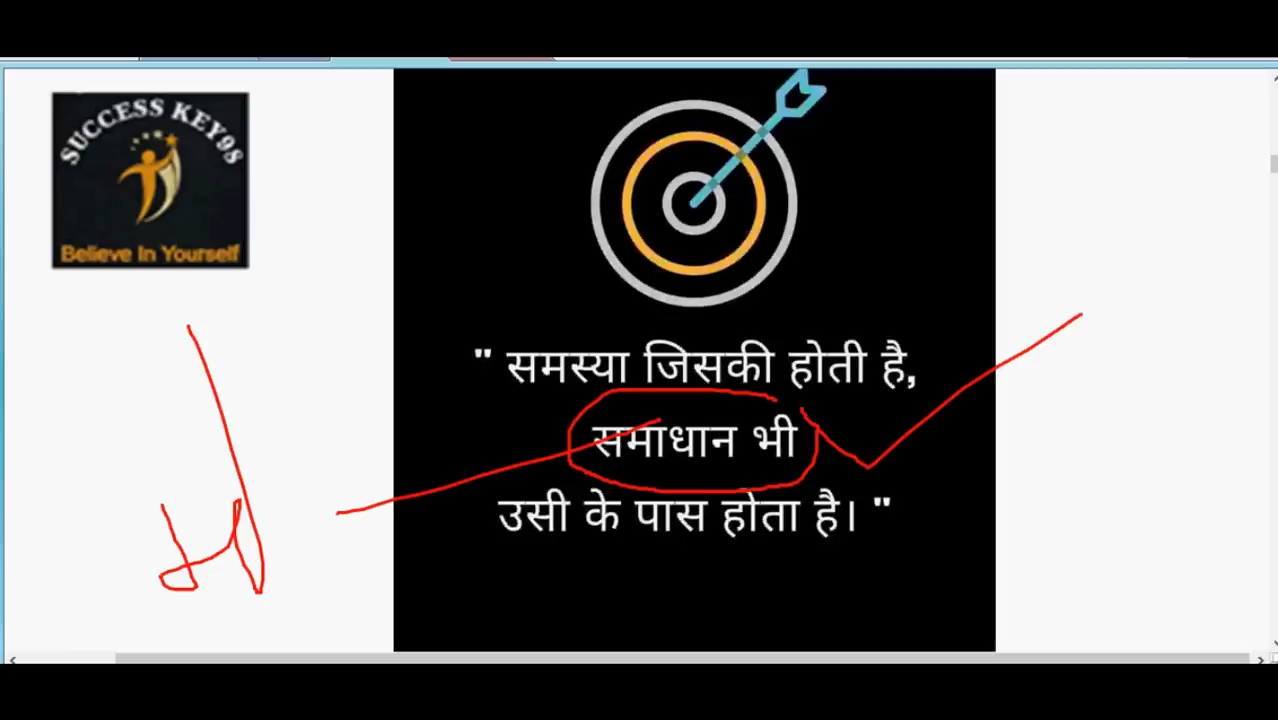 SUCCESS KEY98
Believe In Yourself
" समस्या जिसकी होती है,
समाधान भी
उसी के पास होता है। "